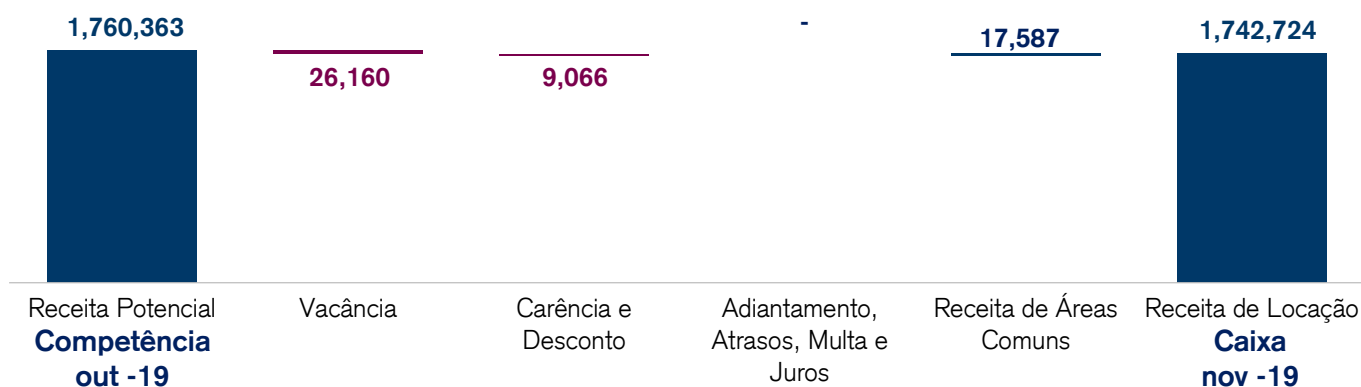 1,760,363
26,160
9,066
-
17,587
1,742,724
Receita Potencial
Competência
out -19
Vacância
Carência e
Desconto
Adiantamento,
Atrasos, Multa e
Juros
Receita de Áreas
Comuns
Receita de Locação
Caixa
nov -19